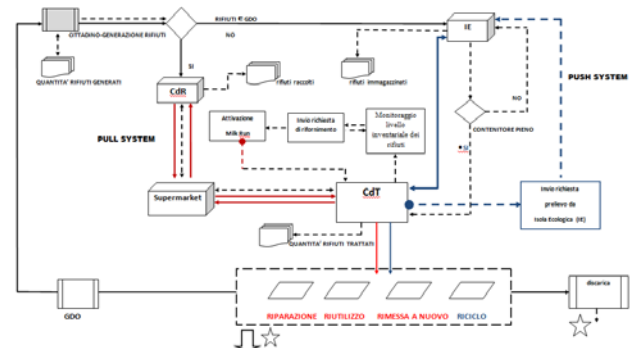 RIFIUTI € GDO
IE
CITTADINO-GENERAZIONE RIFIUTI
NO
PUSH SYSTEM
SI
QUANTITA' RIFIUTI GENERATI
CdR
rifiuti raccolti
rifiuti immagazzinati
NO
Attivazione
Milk Run
Invio richiesta
di rifornimento
Monitoraggio
livello
inventariale dei
rifiuti
CONTENITORE PIENO
PULL SYSTEM
SI
Supermarket
CdT
Invio richiesta
prelievo da
Isola Ecologica (IE)
QUANTITA' RIFIUTI TRATTATI
discarica
GDO
RIPARAZIONE
RIUTILIZZO
RIMESSA A NUOVO
RICICLO